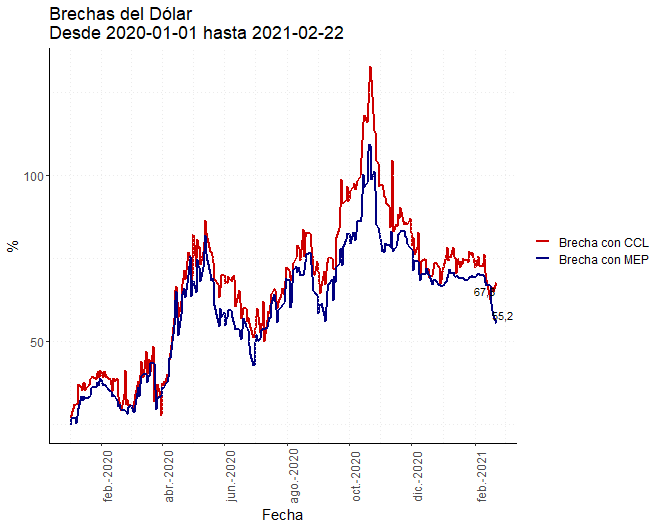 Brechas del Dólar
Desde 2020-01-01 hasta 2021-02-22
%
100
50
feb.-2020
abr.-2020
jun.-2020
ago.-2020
oct.-2020
dic.-2020
feb.-2021
Fecha
Brecha con CCL
Brecha con MEP
55,2